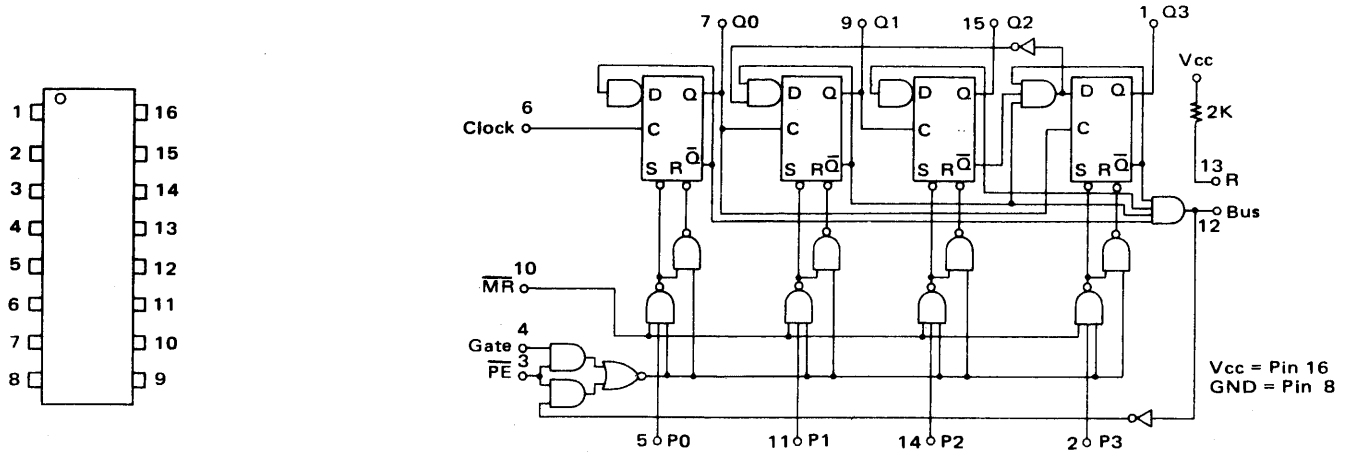 1 16
2 15
3 14
4 13
5 12
6 11
7 10
8 9
7 Q0 9 Q1 15 Q2 1 Q3
Vcc
2K
13
R
6
Clock
D Q D Q D Q D Q
C C C C
S R Q̅ S R Q̅ S R Q̅ S R Q̅
Bus
12
10
M̅R̅
4
Gate
3
P̅E̅
Vcc = Pin 16
GND = Pin 8
5 P0 11 P1 14 P2 2 P3